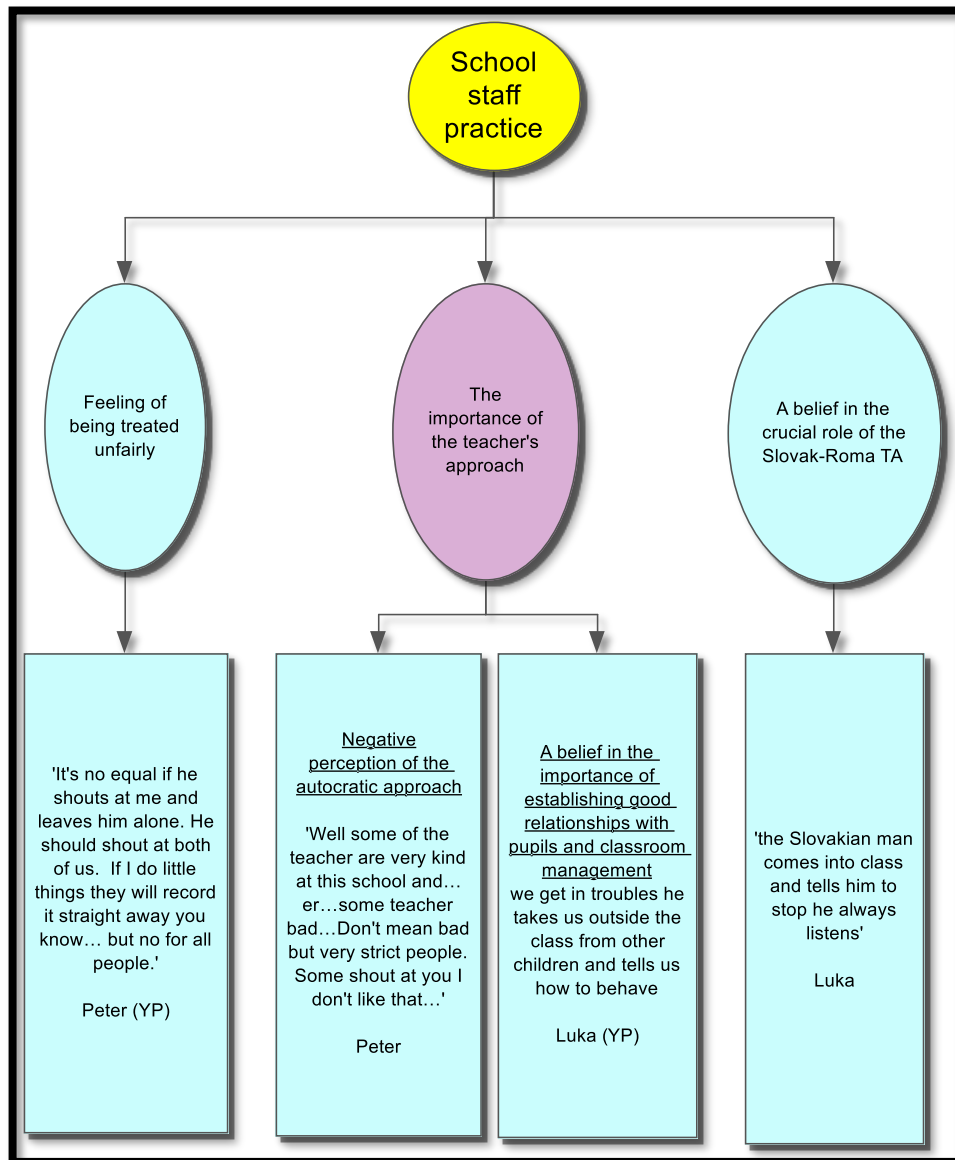 School
staff
practice
Feeling of
being treated
unfairly
The
importance of
the teacher's
approach
A belief in the
crucial role of the
Slovak-Roma TA
'It's no equal if he
shouts at me and
leaves him alone. He
should shout at both
of us.  If I do little
things they will record
it straight away you
know… but no for all
people.'
Peter (YP)
Negative
perception of the
autocratic approach
'Well some of the
teacher are very kind
at this school and…
er…some teacher
bad…Don't mean bad
but very strict people.
Some shout at you I
don't like that…'
Peter
A belief in the
importance of
establishing good
relationships with
pupils and classroom
management
we get in troubles he
takes us outside the
class from other
children and tells us
how to behave
Luka (YP)
'the Slovakian man
comes into class
and tells him to
stop he always
listens'
Luka